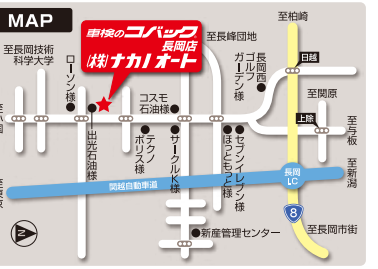 MAP
車検のコバック
長岡店
(株)ナカノオート
至柏崎
至長峰団地
至長岡技術
科学大学
ローソン様
コスモ
石油様
ゴルフ
ガーデン様
長岡西
日越
至関原
上除
至与板
出光石油様
テクノ
ポリス様
サークルK様
ほっともっと様
セブンイレブン様
関越自動車道
長岡
I.C
至新潟
8
新産管理センター
至長岡市街
N